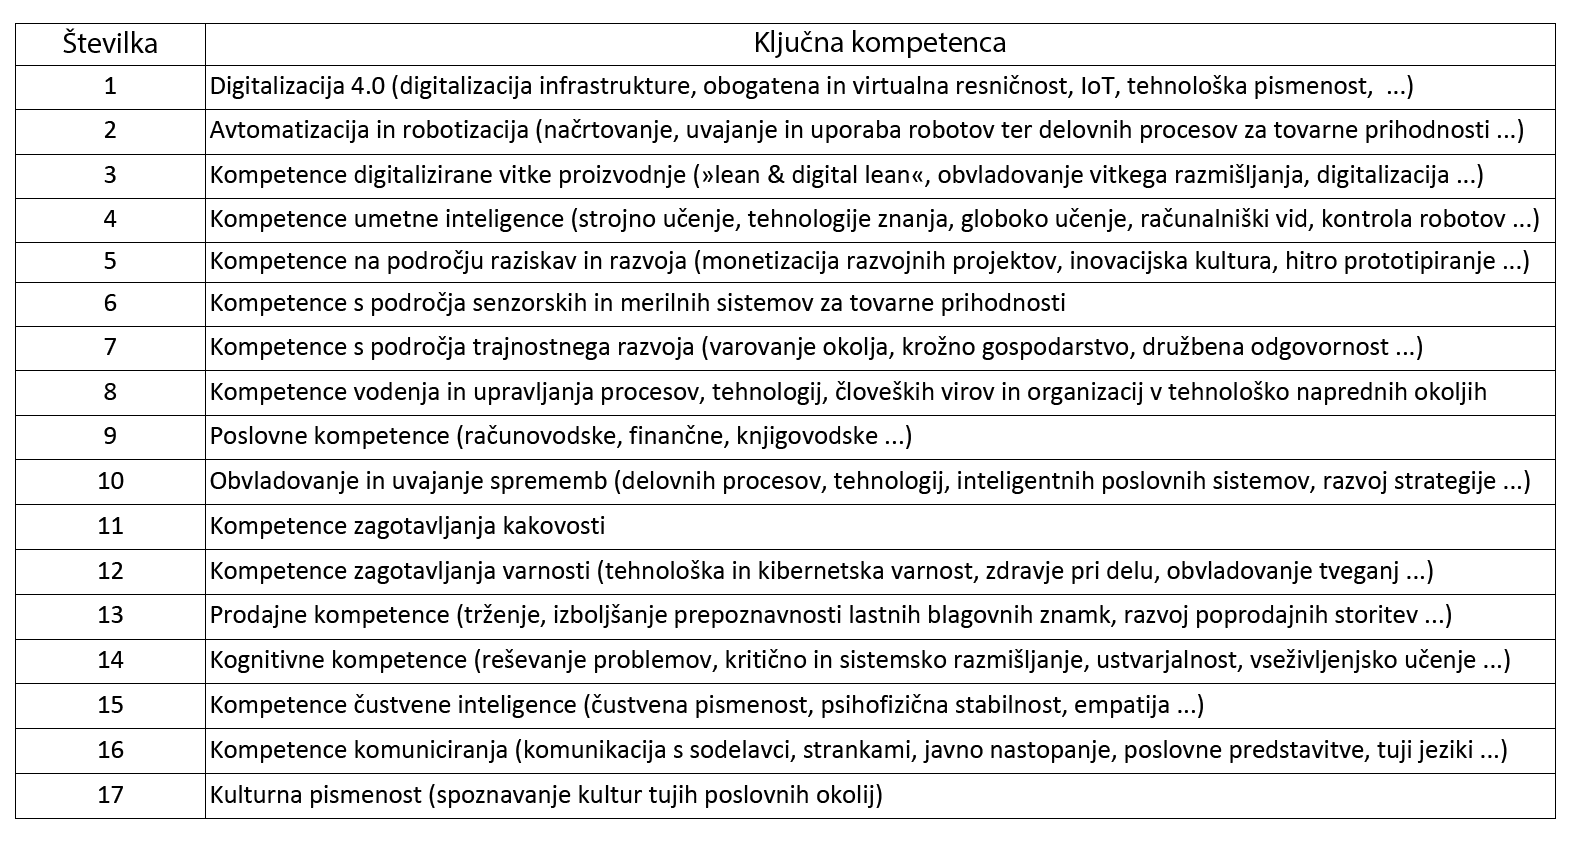 Številka Ključna kompetenca
1 Digitalizacija 4.0 (digitalizacija infrastrukture, obogatena in virtualna resničnost, IoT, tehnološka pismenost,  ...)
2 Avtomatizacija in robotizacija (načrtovanje, uvajanje in uporaba robotov ter delovnih procesov za tovarne prihodnosti ...)
3 Kompetence digitalizirane vitke proizvodnje (»lean & digital lean«, obvladovanje vitkega razmišljanja, digitalizacija ...)
4 Kompetence umetne inteligence (strojno učenje, tehnologije znanja, globoko učenje, računalniški vid, kontrola robotov ...)
5 Kompetence na področju raziskav in razvoja (monetizacija razvojnih projektov, inovacijska kultura, hitro prototipiranje ...)
6 Kompetence s področja senzorskih in merilnih sistemov za tovarne prihodnosti
7 Kompetence s področja trajnostnega razvoja (varovanje okolja, krožno gospodarstvo, družbena odgovornost ...)
8 Kompetence vodenja in upravljanja procesov, tehnologij, človeških virov in organizacij v tehnološko naprednih okoljih
9 Poslovne kompetence (računovodske, finančne, knjigovodske ...)
10 Obvladovanje in uvajanje sprememb (delovnih procesov, tehnologij, inteligentnih poslovnih sistemov, razvoj strategije ...)
11 Kompetence zagotavljanja kakovosti
12 Kompetence zagotavljanja varnosti (tehnološka in kibernetska varnost, zdravje pri delu, obvladovanje tveganj ...)
13 Prodajne kompetence (trženje, izboljšanje prepoznavnosti lastnih blagovnih znamk, razvoj poprodajnih storitev ...)
14 Kognitivne kompetence (reševanje problemov, kritično in sistemsko razmišljanje, ustvarjalnost, vseživljenjsko učenje ...)
15 Kompetence čustvene inteligence (čustvena pismenost, psihofizična stabilnost, empatija ...)
16 Kompetence komuniciranja (komunikacija s sodelavci, strankami, javno nastopanje, poslovne predstavitve, tuji jeziki ...)
17 Kulturna pismenost (spoznavanje kultur tujih poslovnih okolij)